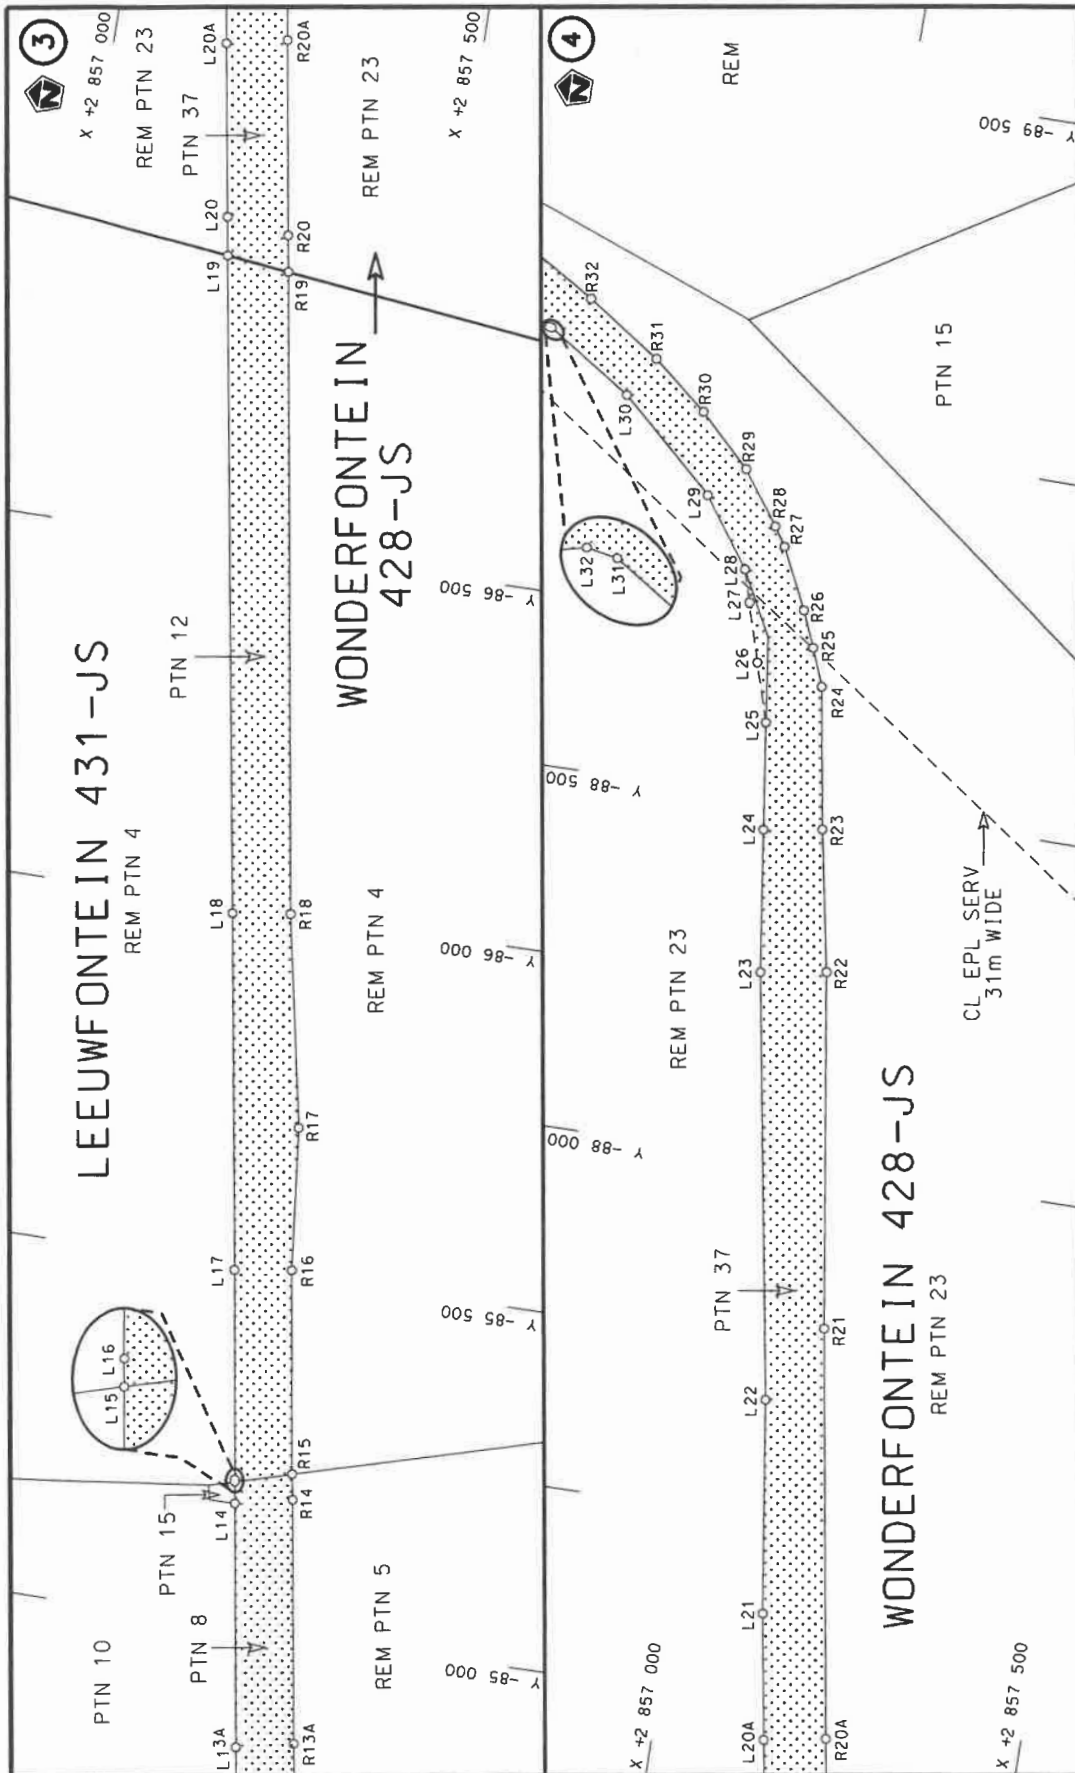 N
3
X +2 857 000
REM PTN 23
PTN 37
L20A
R20A
REM PTN 23
X +2 857 500
L20
R20
L19
R19
WONDERFONTEIN
428-JS
LEEUWFONTEIN 431-JS
REM PTN 4
PTN 12
Y -86 500
L18
R18
REM PTN 4
Y -86 000
R17
L17
R16
Y -85 500
L15
L16
R15
R14
L14
PTN 15
PTN 10
PTN 8
REM PTN 5
Y -85 000
L13A
R13A
N
4
REM
Y -89 500
R32
R31
R30
L30
PTN 15
R29
L29
R28
R27
L32
L31
L28
L27
R26
L26
R25
R24
L25
Y -88 500
L24
R23
CL EPL SERV
31m WIDE
L23
R22
REM PTN 23
Y -88 000
PTN 37
R21
WONDERFONTEIN 428-JS
REM PTN 23
L22
L21
X +2 857 000
L20A
R20A
X +2 857 500